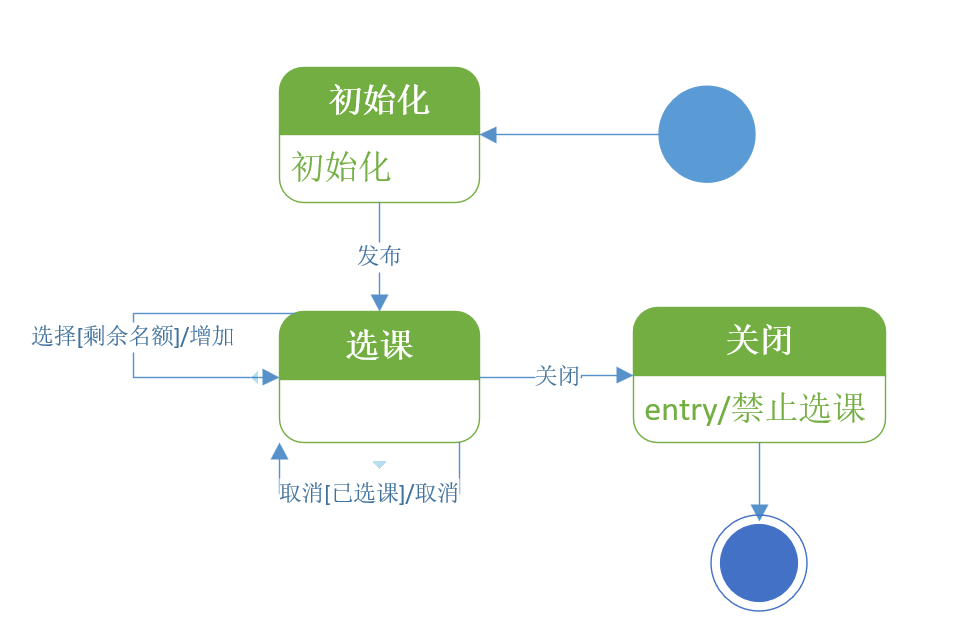 初始化
初始化
发布
选择[剩余名额]/增加
选课
关闭
关闭
entry/禁止选课
取消[已选课]/取消